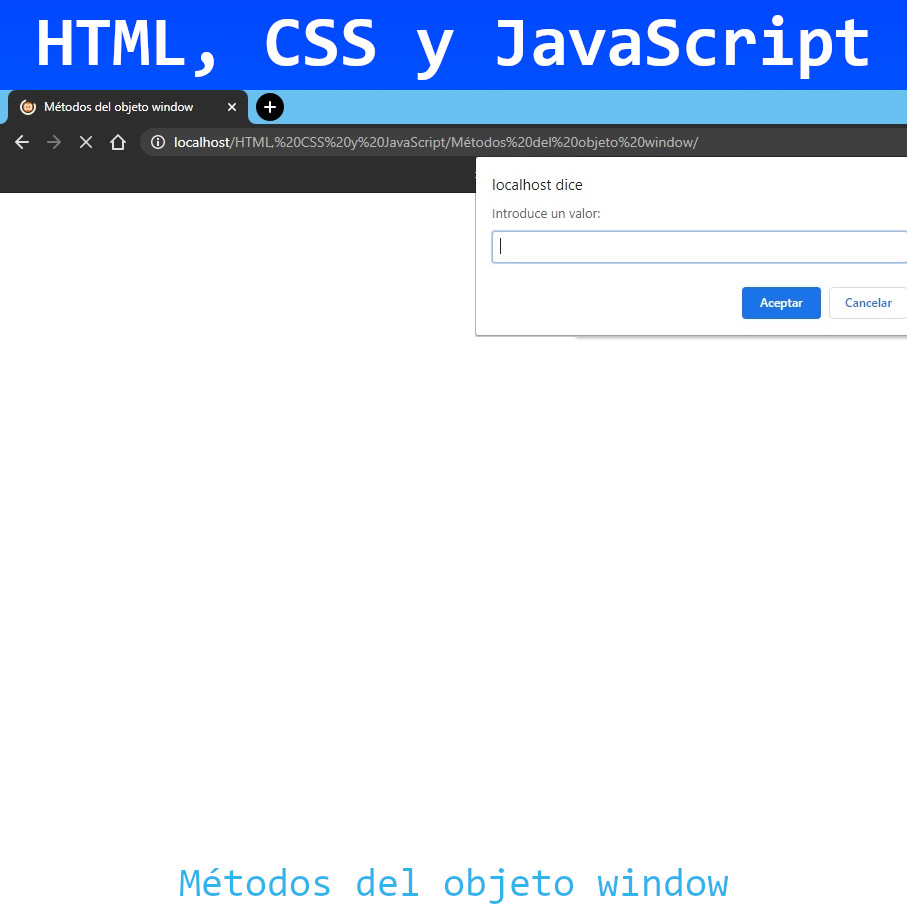 HTML, CSS y JavaScript
Métodos del objeto window
localhost/HTML,%20CSS%20y%20JavaScript/Métodos%20del%20objeto%20window/
localhost dice
Introduce un valor:
Aceptar
Cancelar
Métodos del objeto window